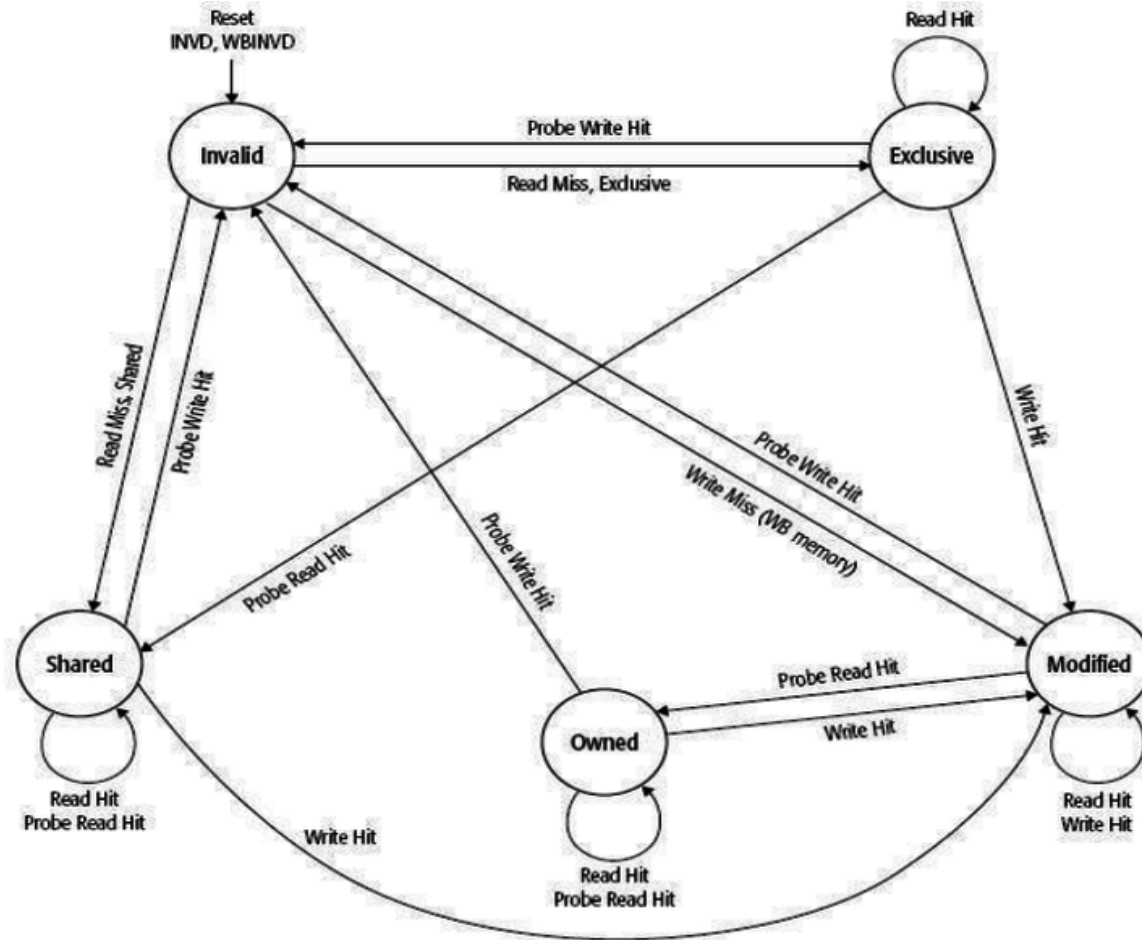 Reset
INVD, WBINVD
Read Hit
Invalid
Probe Write Hit
Exclusive
Read Miss, Exclusive
Read Miss, Shared
Probe Write Hit
Probe Write Hit
Probe Read Hit
Probe Write Hit
Write Miss (WB memory)
Write Hit
Shared
Probe Read Hit
Modified
Owned
Write Hit
Read Hit
Probe Read Hit
Write Hit
Read Hit
Probe Read Hit
Read Hit
Write Hit